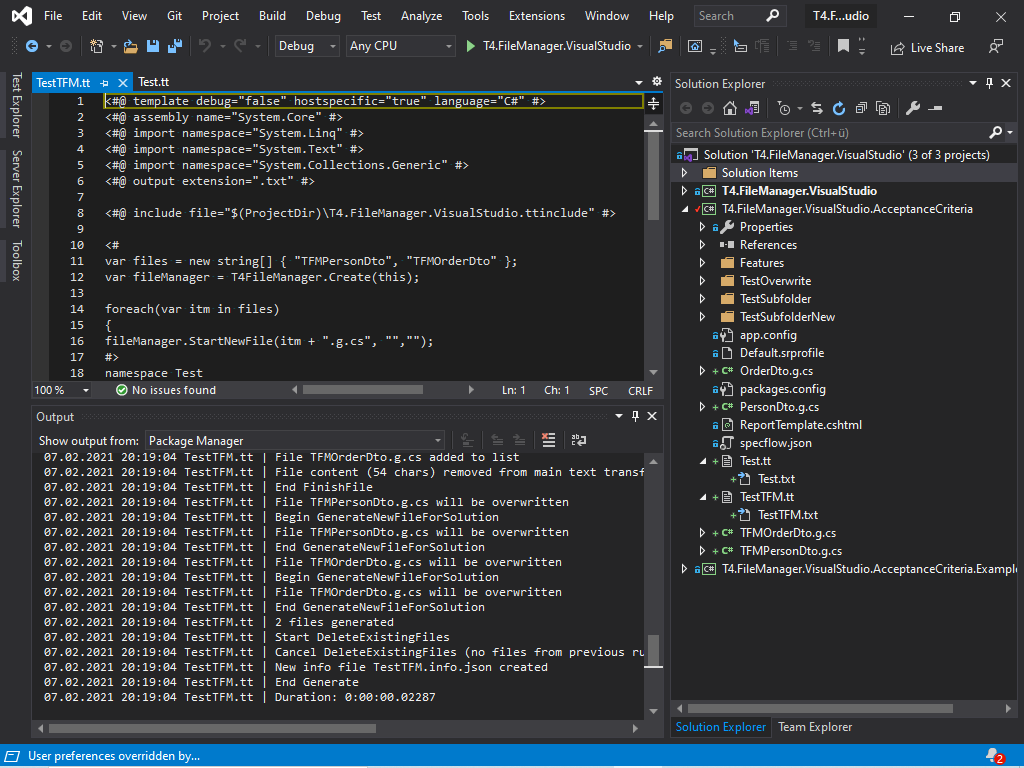 File Edit View Git Project Build Debug Test Analyze Tools Extensions Window Help Search T4.F...udio
Debug Any CPU T4.FileManager.VisualStudio Live Share
Test Explorer
Server Explorer
Toolbox
TestTFM.tt Test.tt
1 <#@ template debug="false" hostspecific="true" language="C#" #>
2 <#@ assembly name="System.Core" #>
3 <#@ import namespace="System.Linq" #>
4 <#@ import namespace="System.Text" #>
5 <#@ import namespace="System.Collections.Generic" #>
6 <#@ output extension=".txt" #>
7
8 <#@ include file="$(ProjectDir)\T4.FileManager.VisualStudio.ttinclude" #>
9
10 <#
11 var files = new string[] { "TFMPersonDto", "TFMOrderDto" };
12 var fileManager = T4FileManager.Create(this);
13
14 foreach(var itm in files)
15 {
16 fileManager.StartNewFile(itm + ".g.cs", "","");
17 #>
18 namespace Test
100 % No issues found Ln: 1 Ch: 1 SPC CRLF
Output
Show output from: Package Manager
07.02.2021 20:19:04 TestTFM.tt | File TFMOrderDto.g.cs added to list
07.02.2021 20:19:04 TestTFM.tt | File content (54 chars) removed from main text transf
07.02.2021 20:19:04 TestTFM.tt | End FinishFile
07.02.2021 20:19:04 TestTFM.tt | File TFMPersonDto.g.cs will be overwritten
07.02.2021 20:19:04 TestTFM.tt | Begin GenerateNewFileForSolution
07.02.2021 20:19:04 TestTFM.tt | File TFMPersonDto.g.cs will be overwritten
07.02.2021 20:19:04 TestTFM.tt | End GenerateNewFileForSolution
07.02.2021 20:19:04 TestTFM.tt | File TFMOrderDto.g.cs will be overwritten
07.02.2021 20:19:04 TestTFM.tt | Begin GenerateNewFileForSolution
07.02.2021 20:19:04 TestTFM.tt | File TFMOrderDto.g.cs will be overwritten
07.02.2021 20:19:04 TestTFM.tt | End GenerateNewFileForSolution
07.02.2021 20:19:04 TestTFM.tt | 2 files generated
07.02.2021 20:19:04 TestTFM.tt | Start DeleteExistingFiles
07.02.2021 20:19:04 TestTFM.tt | Cancel DeleteExistingFiles (no files from previous ru
07.02.2021 20:19:04 TestTFM.tt | New info file TestTFM.info.json created
07.02.2021 20:19:04 TestTFM.tt | End Generate
07.02.2021 20:19:04 TestTFM.tt | Duration: 0:00:00.02287
Solution Explorer
Search Solution Explorer (Ctrl+ü)
Solution 'T4.FileManager.VisualStudio' (3 of 3 projects)
Solution Items
C# T4.FileManager.VisualStudio
C# T4.FileManager.VisualStudio.AcceptanceCriteria
Properties
References
Features
TestOverwrite
TestSubfolder
TestSubfolderNew
app.config
Default.srprofile
C# OrderDto.g.cs
packages.config
C# PersonDto.g.cs
ReportTemplate.cshtml
specflow.json
Test.tt
Test.txt
TestTFM.tt
TestTFM.txt
C# TFMOrderDto.g.cs
C# TFMPersonDto.g.cs
C# T4.FileManager.VisualStudio.AcceptanceCriteria.Example
Solution Explorer Team Explorer
User preferences overridden by... 2